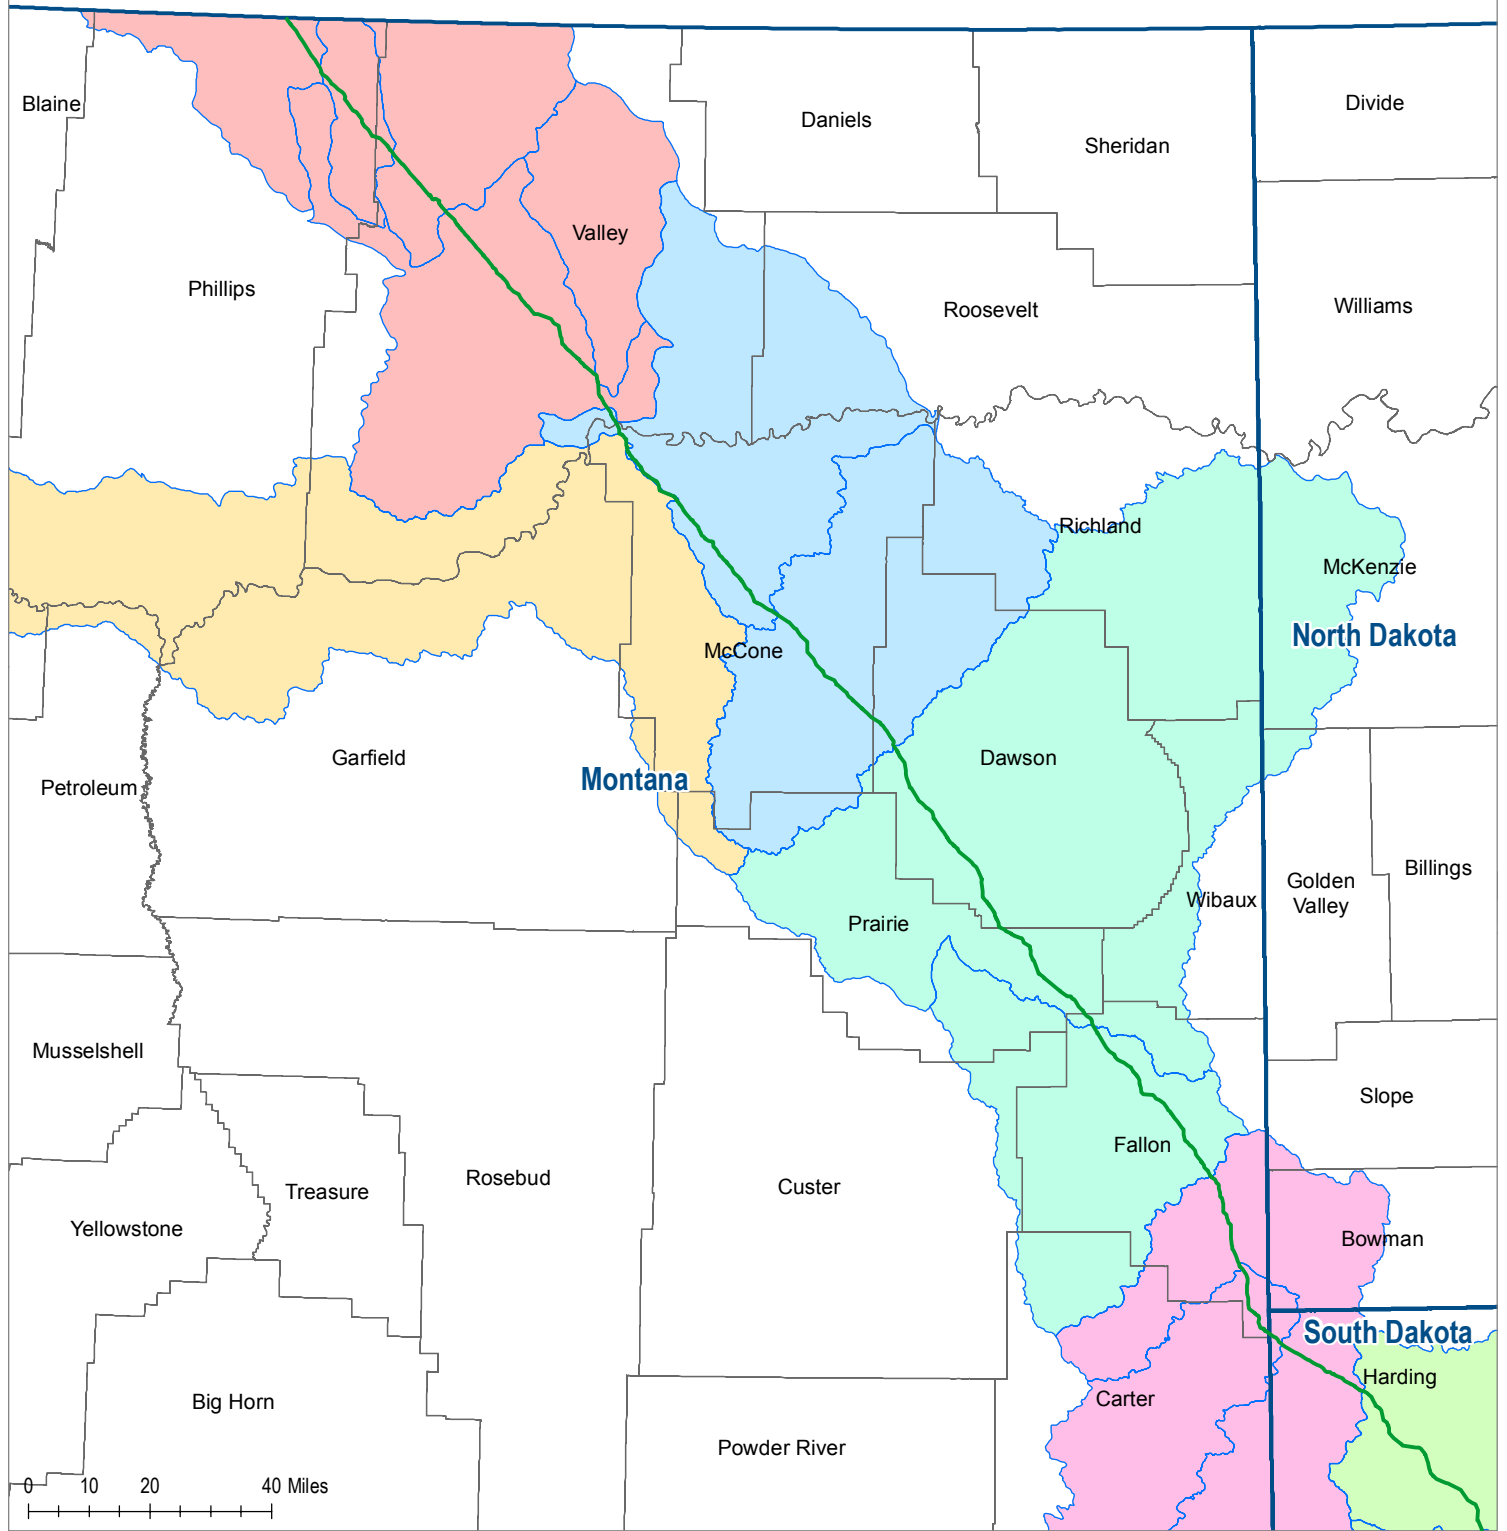 Blaine
Daniels
Divide
Sheridan
Valley
Phillips
Roosevelt
Williams
Richland
McKenzie
North Dakota
McCone
Garfield
Montana
Dawson
Petroleum
Golden
Valley
Billings
Wibaux
Prairie
Musselshell
Slope
Fallon
Rosebud
Custer
Treasure
Yellowstone
Bowman
South Dakota
Harding
Big Horn
Carter
Powder River
0 10 20 40 Miles